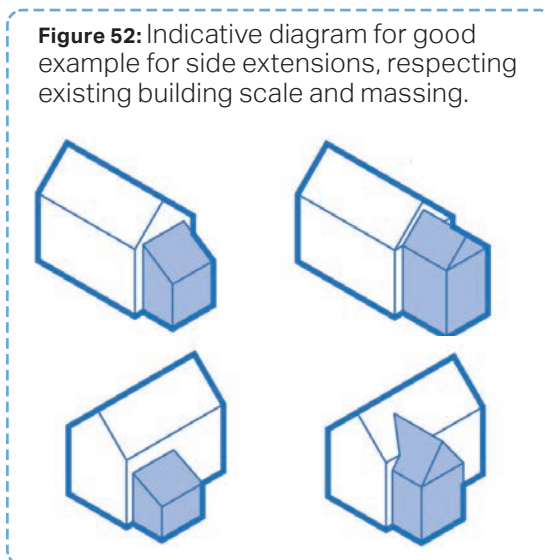 Figure 52: Indicative diagram for good
example for side extensions, respecting
existing building scale and massing.